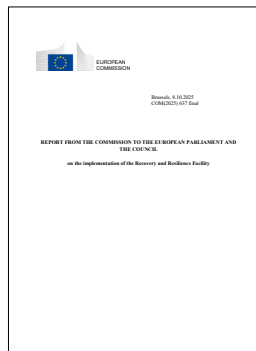 EUROPEAN
COMMISSION
Brussels, 8.10.2025
COM(2025) 637 final
REPORT FROM THE COMMISSION TO THE EUROPEAN PARLIAMENT AND
THE COUNCIL
on the implementation of the Recovery and Resilience Facility